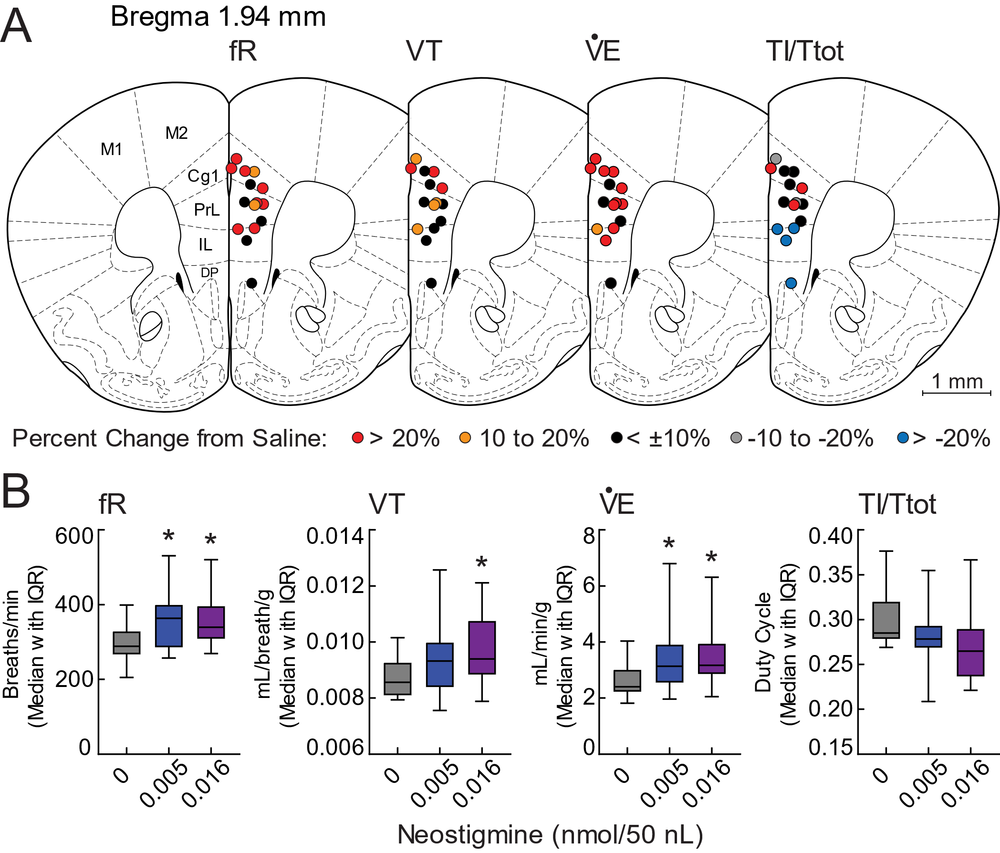 A
Bregma 1.94 mm
fR
VT
V̇E
TI/Ttot
M1
M2
Cg1
PrL
IL
DP
1 mm
Percent Change from Saline: > 20% 10 to 20% < ±10% -10 to -20% > -20%
B
fR
VT
V̇E
TI/Ttot
Breaths/min
(Median w ith IQR)
600
400
200
0
* *
0
0.005
0.016
mL/breath/g
(Median w ith IQR)
0.014
0.012
0.010
0.008
0.006
*
0
0.005
0.016
mL/min/g
(Median w ith IQR)
8
6
4
2
0
* *
0
0.005
0.016
Duty Cycle
(Median w ith IQR)
0.40
0.35
0.30
0.25
0.20
0.15
0
0.005
0.016
Neostigmine (nmol/50 nL)